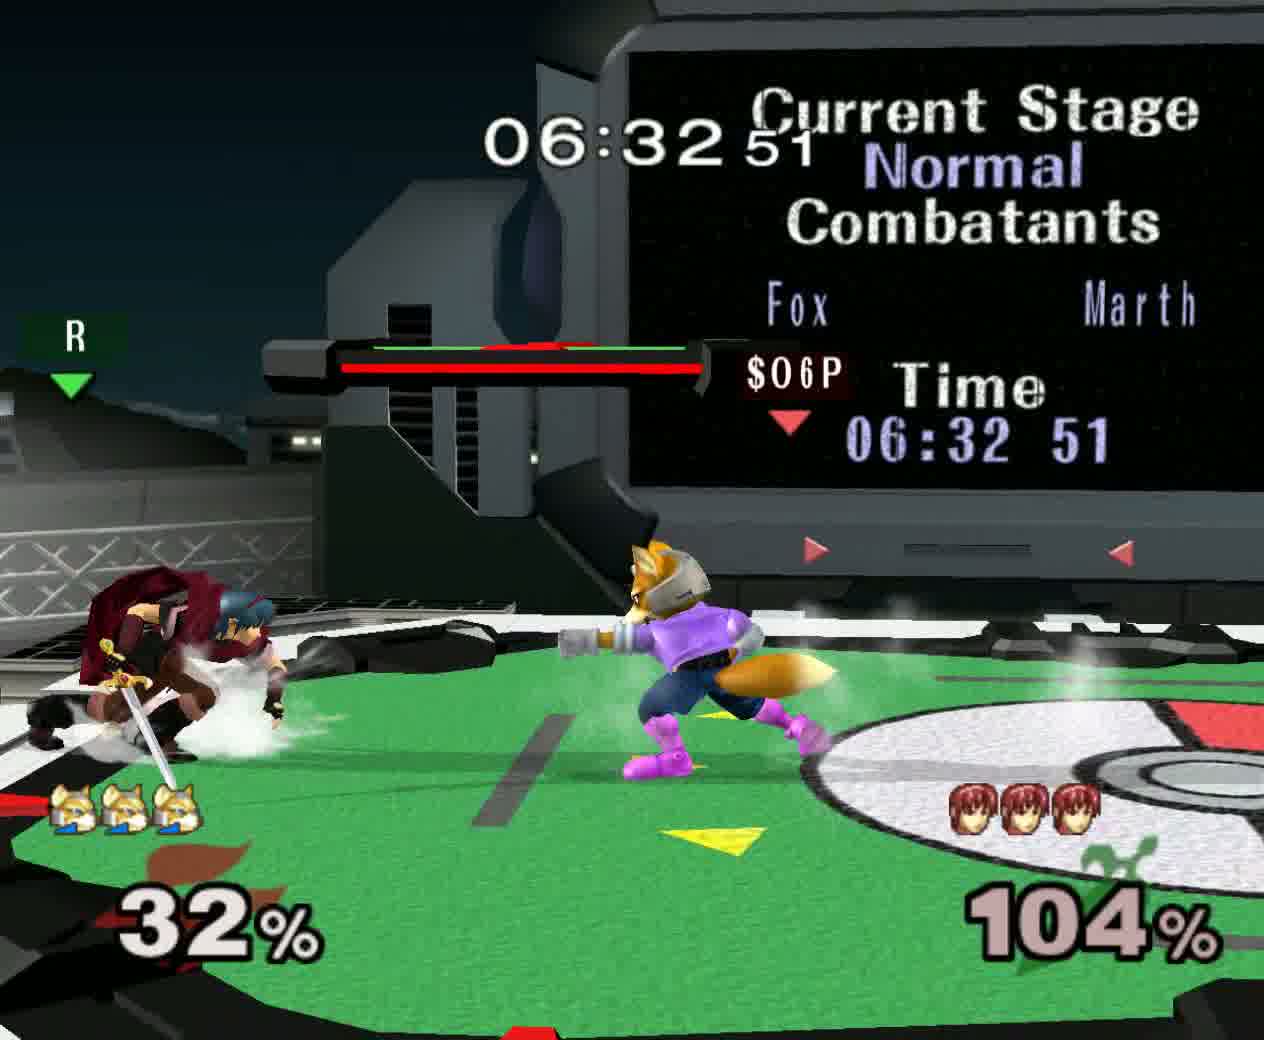 Current Stage
06:32 51
Normal
Combatants
Fox Marth
R
$06P
Time
06:32 51
32%
104%